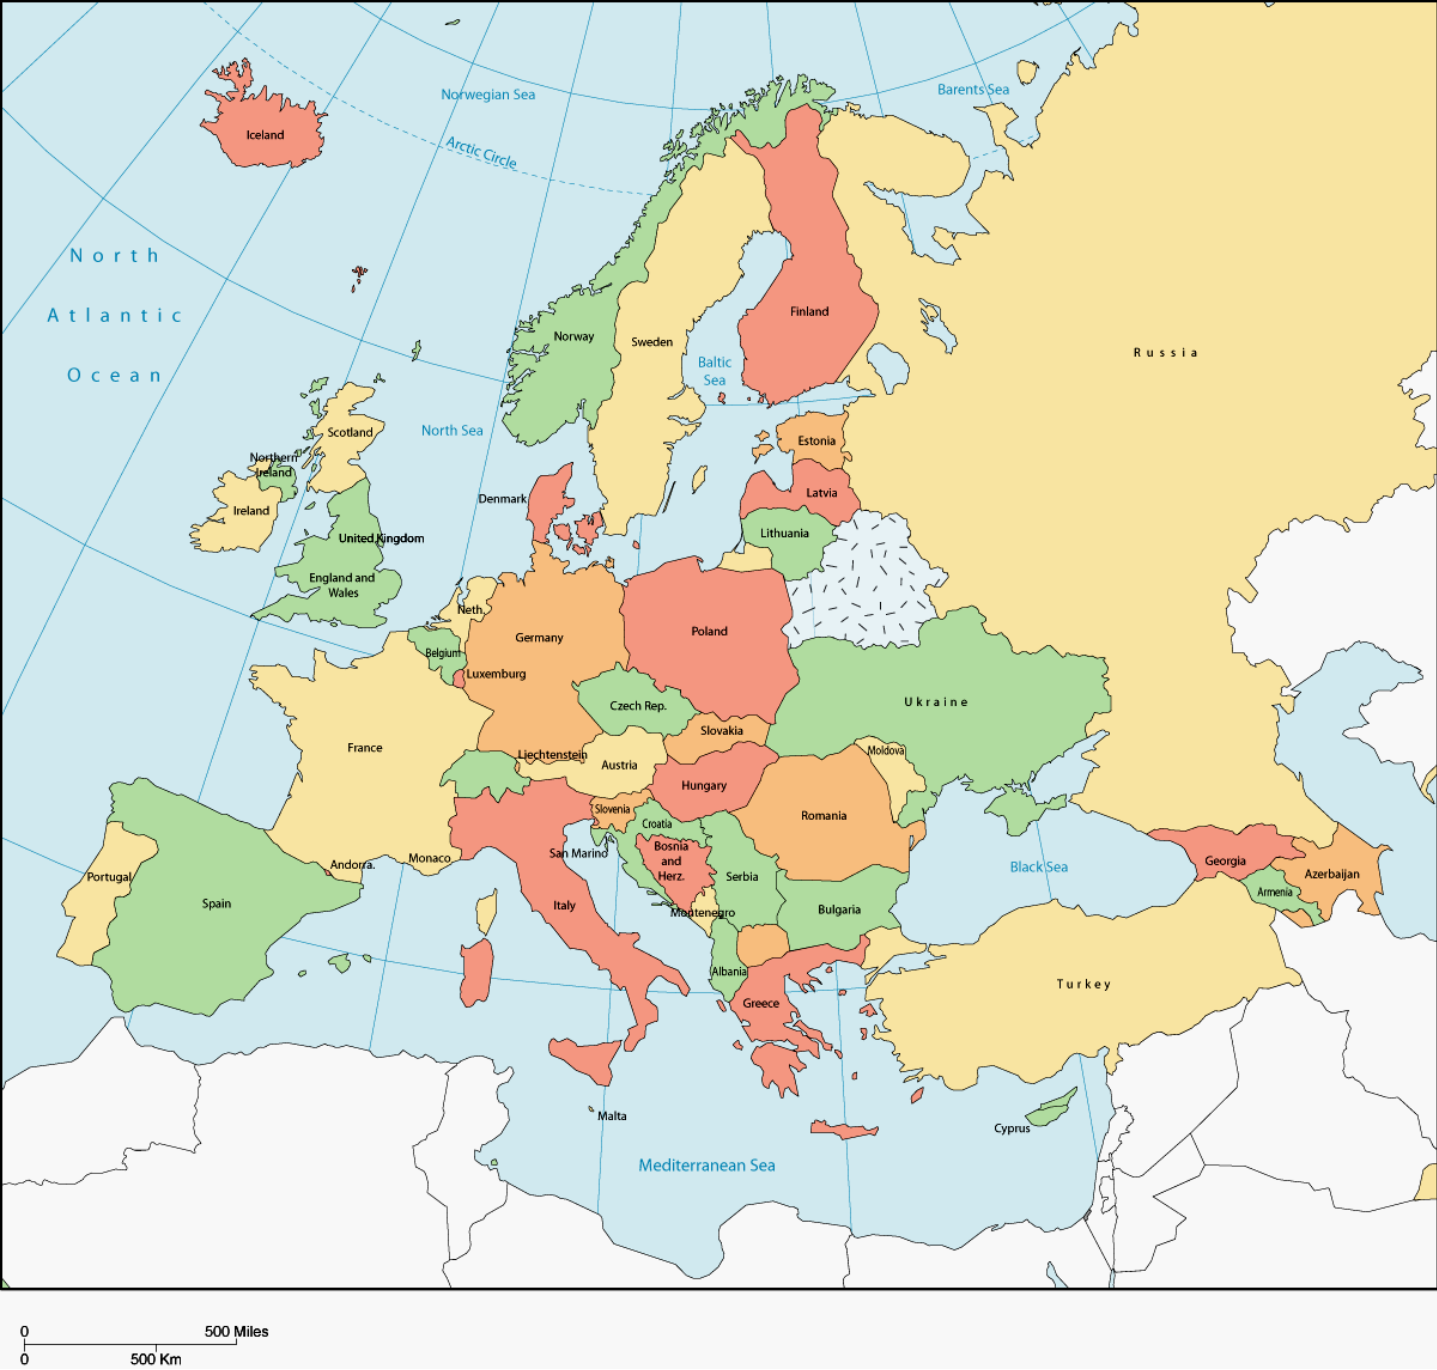 Norwegian Sea
Barents Sea
Arctic Circle
Iceland
North
Atlantic
Ocean
Norway
Sweden
Finland
Russia
Baltic
Sea
North Sea
Scotland
Northern
Ireland
Ireland
United Kingdom
England and
Wales
Denmark
Estonia
Latvia
Lithuania
Neth.
Germany
Poland
Belgium
Luxemburg
Czech Rep.
Ukraine
Slovakia
France
Liechtenstein
Austria
Moldova
Hungary
Slovenia
Romania
Croatia
San Marino
Bosnia
and
Herz.
Monaco
Andorra.
Portugal
Spain
Italy
Serbia
Montenegro
Bulgaria
Black Sea
Georgia
Armenia
Azerbaijan
Albania
Greece
Turkey
Malta
Cyprus
Mediterranean Sea
0 500 Miles
0 500 Km